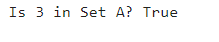 Is 3 in Set A? True